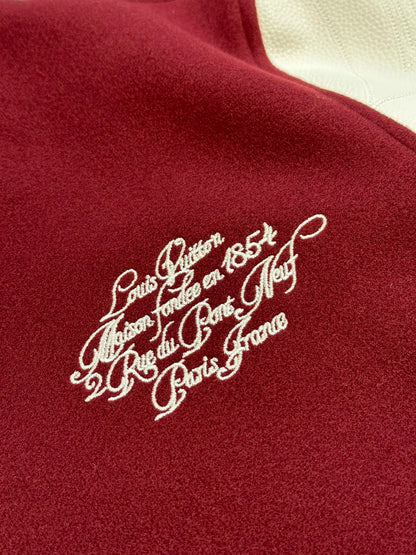 Louis Vuitton
Maison fondée en 1854
2 Rue du Pont Neuf
Paris France